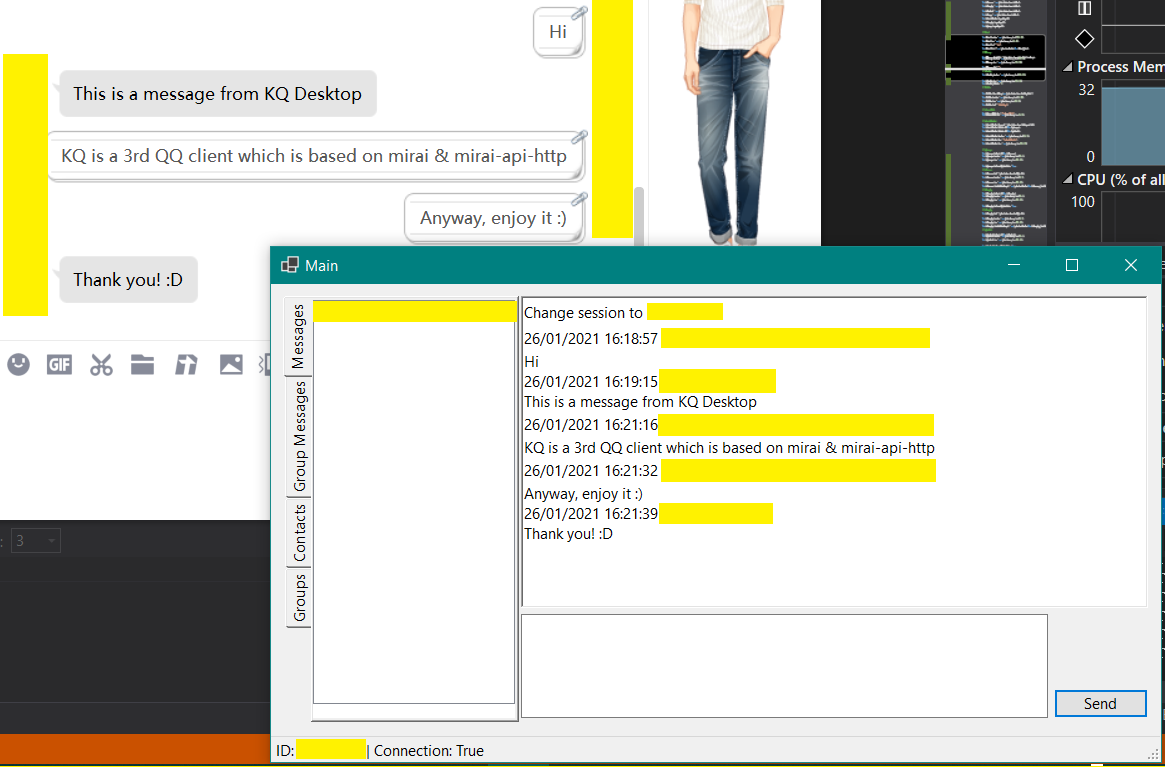 Hi
This is a message from KQ Desktop
KQ is a 3rd QQ client which is based on mirai & mirai-api-http
Anyway, enjoy it :)
Thank you! :D
GIF
: 3
Process Mem
32
0
CPU (% of all
100
Main
Messages
Group Messages
Contacts
Groups
Change session to
26/01/2021 16:18:57
Hi
26/01/2021 16:19:15
This is a message from KQ Desktop
26/01/2021 16:21:16
KQ is a 3rd QQ client which is based on mirai & mirai-api-http
26/01/2021 16:21:32
Anyway, enjoy it :)
26/01/2021 16:21:39
Thank you! :D
Send
ID: | Connection: True